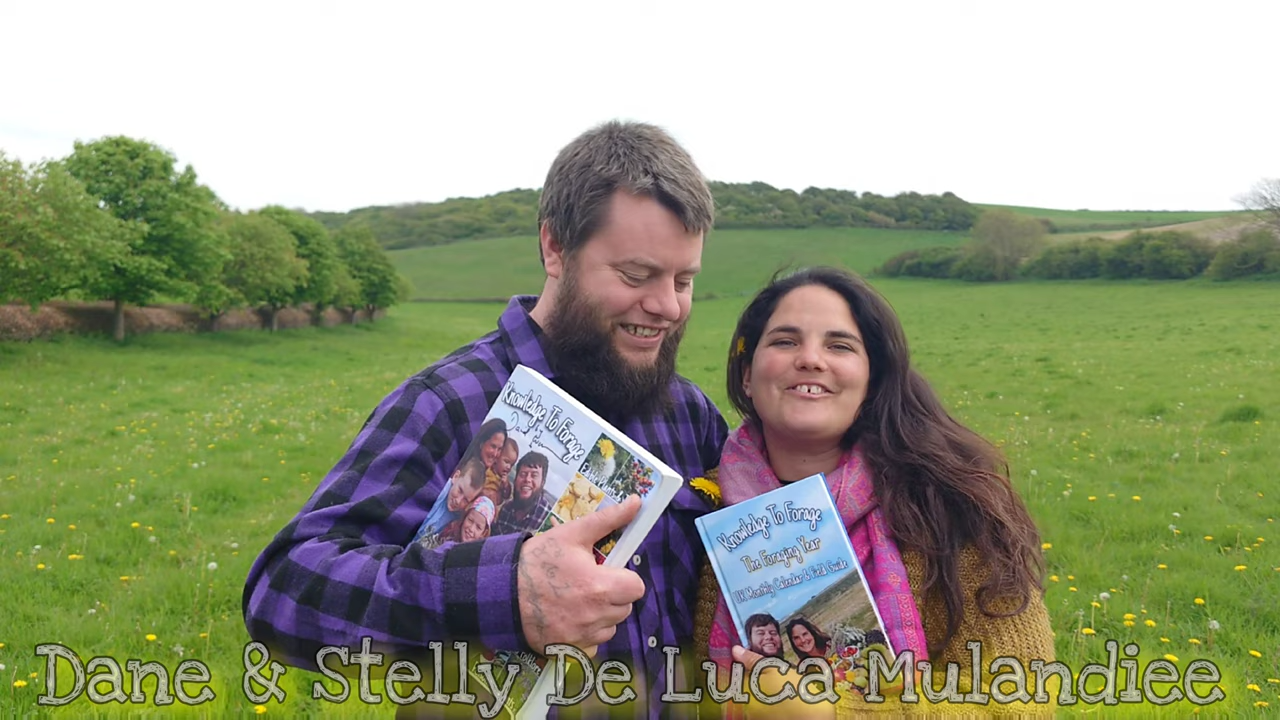 Knowledge To Forage
Knowledge To Forage
The Foraging Year
UK Monthly Calendar & Field Guide
Dane & Stelly De Luca Mulandiee